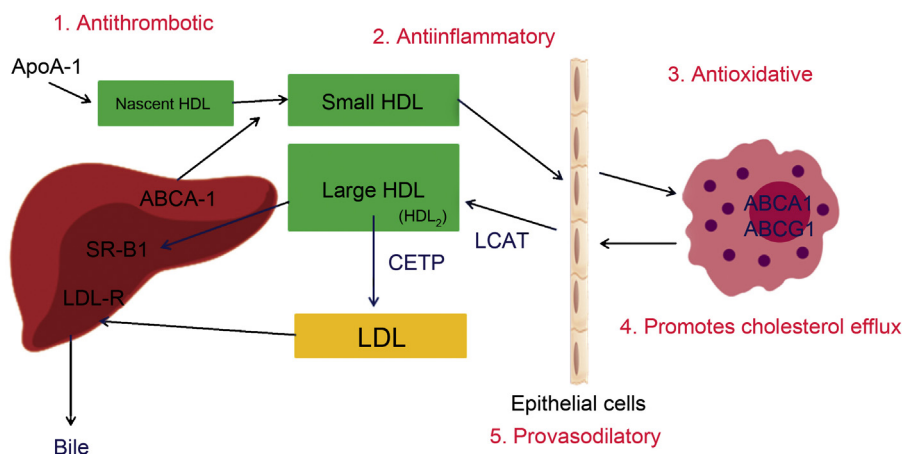 1. Antithrombotic
2. Antiinflammatory
3. Antioxidative
ApoA-1
Nascent HDL
Small HDL
ABCA-1
Large HDL
(HDL2)
ABCA1
ABCG1
SR-B1
CETP
LCAT
LDL-R
LDL
4. Promotes cholesterol efflux
Epithelial cells
5. Provasodilatory
Bile